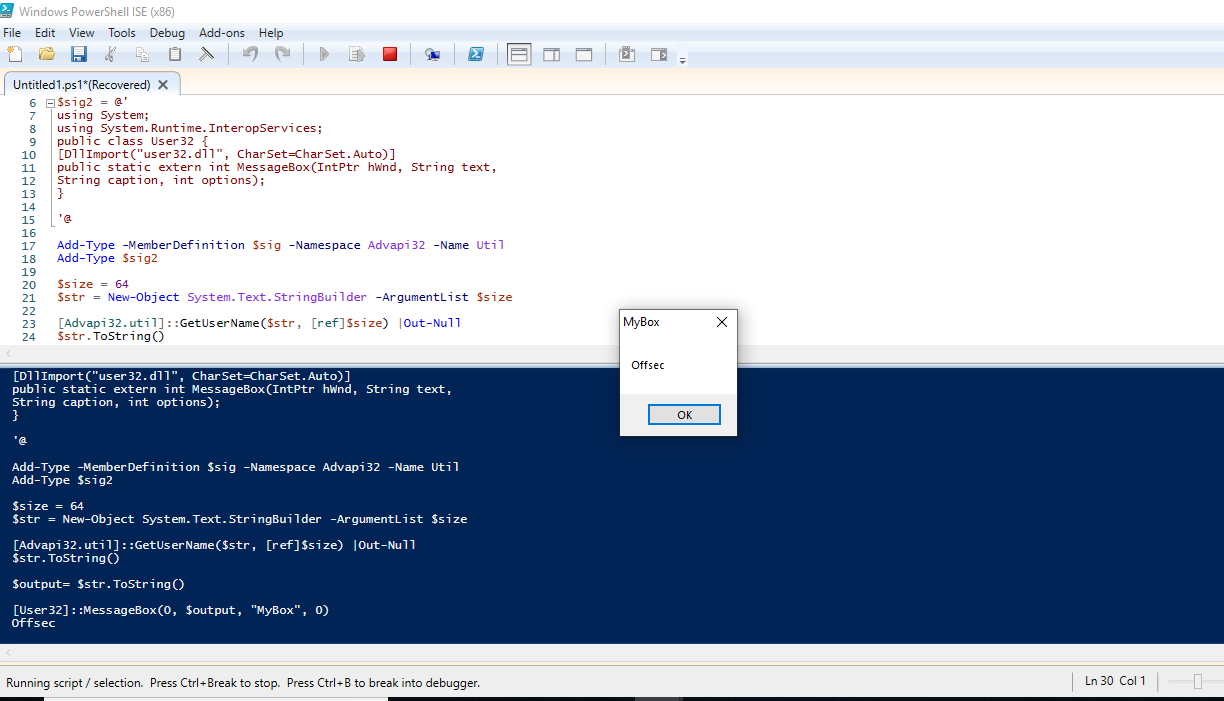 Windows PowerShell ISE (x86)
File Edit View Tools Debug Add-ons Help
Untitled1.ps1*(Recovered)
6 $sig2 = @'
7 using System;
8 using System.Runtime.InteropServices;
9 public class User32 {
10 [DllImport("user32.dll", CharSet=CharSet.Auto)]
11 public static extern int MessageBox(IntPtr hWnd, String text,
12 String caption, int options);
13 }
14
15 '@
16
17 Add-Type -MemberDefinition $sig -Namespace Advapi32 -Name Util
18 Add-Type $sig2
19
20 $size = 64
21 $str = New-Object System.Text.StringBuilder -ArgumentList $size
22
23 [Advapi32.util]::GetUserName($str, [ref]$size) |Out-Null
24 $str.ToString()
MyBox
Offsec
OK
[DllImport("user32.dll", CharSet=CharSet.Auto)]
public static extern int MessageBox(IntPtr hWnd, String text,
String caption, int options);
}
'@
Add-Type -MemberDefinition $sig -Namespace Advapi32 -Name Util
Add-Type $sig2
$size = 64
$str = New-Object System.Text.StringBuilder -ArgumentList $size
[Advapi32.util]::GetUserName($str, [ref]$size) |Out-Null
$str.ToString()
$output= $str.ToString()
[User32]::MessageBox(0, $output, "MyBox", 0)
Offsec
Running script / selection. Press Ctrl+Break to stop. Press Ctrl+B to break into debugger.
Ln 30 Col 1